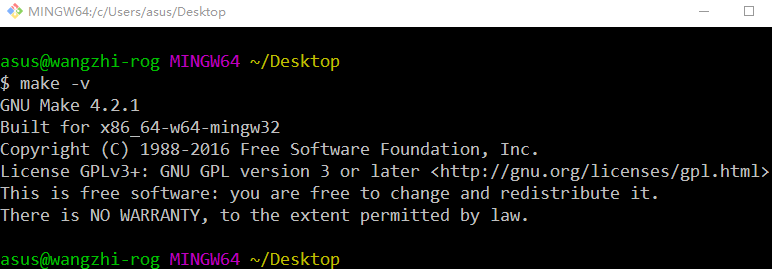 MINGW64:/c/Users/asus/Desktop
asus@wangzhi-rog MINGW64 ~/Desktop
$ make -v
GNU Make 4.2.1
Built for x86_64-w64-mingw32
Copyright (C) 1988-2016 Free Software Foundation, Inc.
License GPLv3+: GNU GPL version 3 or later <http://gnu.org/licenses/gpl.html>
This is free software: you are free to change and redistribute it.
There is NO WARRANTY, to the extent permitted by law.
asus@wangzhi-rog MINGW64 ~/Desktop